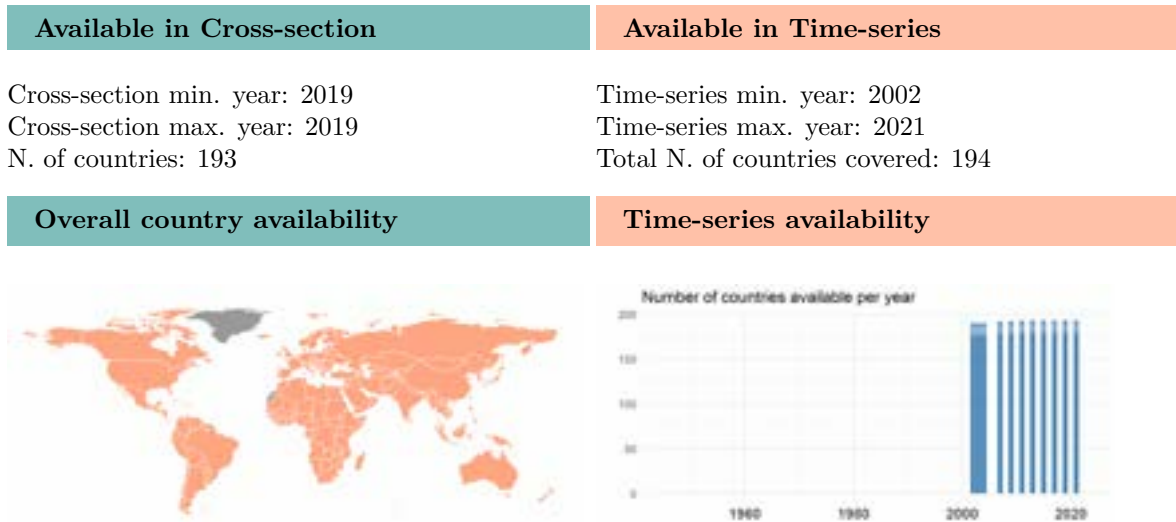 Available in Cross-section
Available in Time-series
Cross-section min. year: 2019
Cross-section max. year: 2019
N. of countries: 193
Time-series min. year: 2002
Time-series max. year: 2021
Total N. of countries covered: 194
Overall country availability
Time-series availability
Number of countries available per year
200
150
100
50
0
1960
1980
2000
2020